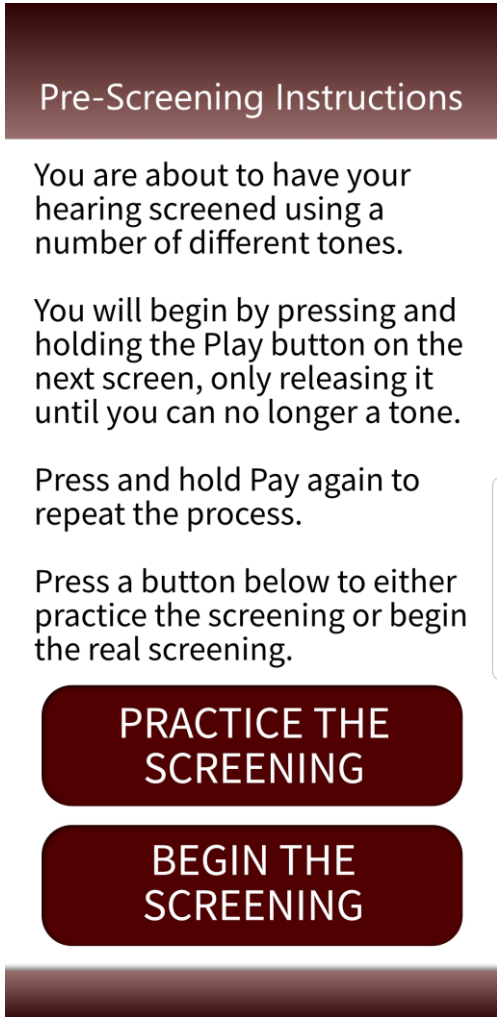 Pre-Screening Instructions
You are about to have your
hearing screened using a
number of different tones.
You will begin by pressing and
holding the Play button on the
next screen, only releasing it
until you can no longer a tone.
Press and hold Pay again to
repeat the process.
Press a button below to either
practice the screening or begin
the real screening.
PRACTICE THE
SCREENING
BEGIN THE
SCREENING